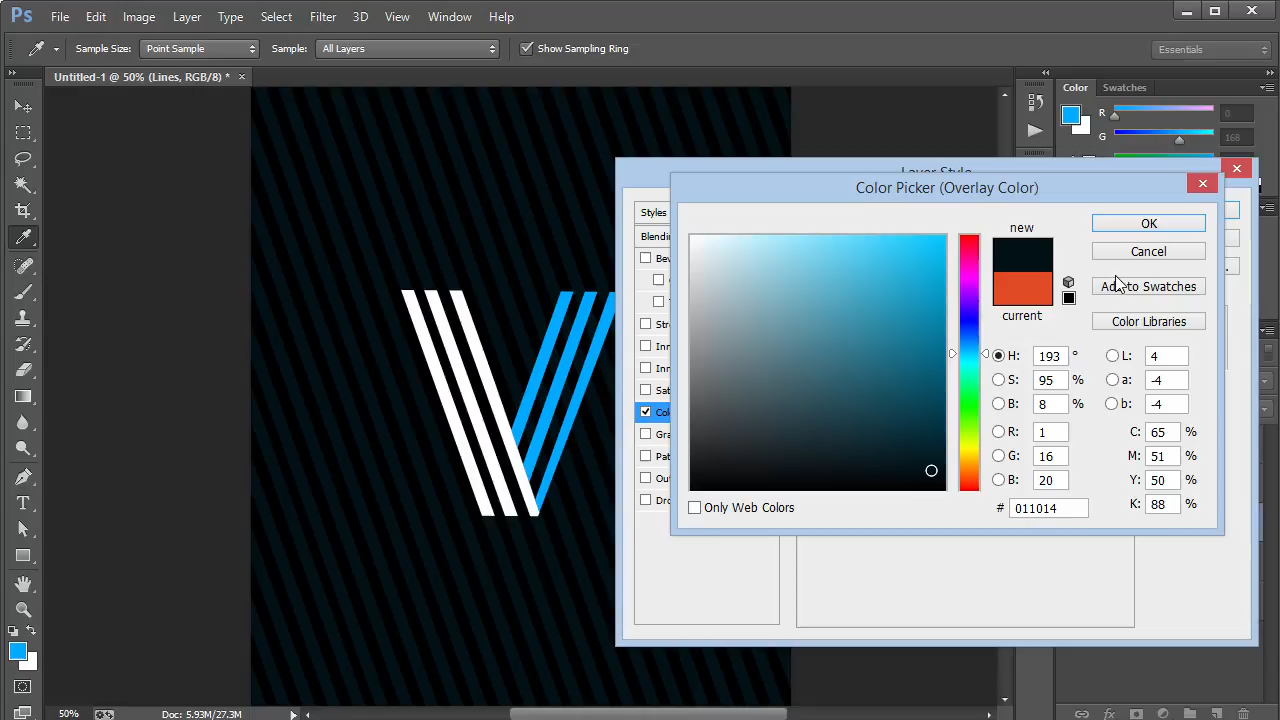 Ps File Edit Image Layer Type Select Filter 3D View Window Help
Sample Size: Point Sample Sample: All Layers Show Sampling Ring Essentials
Untitled-1 @ 50% (Lines, RGB/8) * ×
Color Swatches
R 0
G 168
Layer Style
Color Picker (Overlay Color)
Styles
Blending
new
OK
Cancel
Add to Swatches
current
Color Libraries
H: 193 ° L: 4
S: 95 % a: -4
B: 8 % b: -4
R: 1 C: 65 %
G: 16 M: 51 %
B: 20 Y: 50 %
# 011014 K: 88 %
Only Web Colors
50% Doc: 5.93M/27.3M